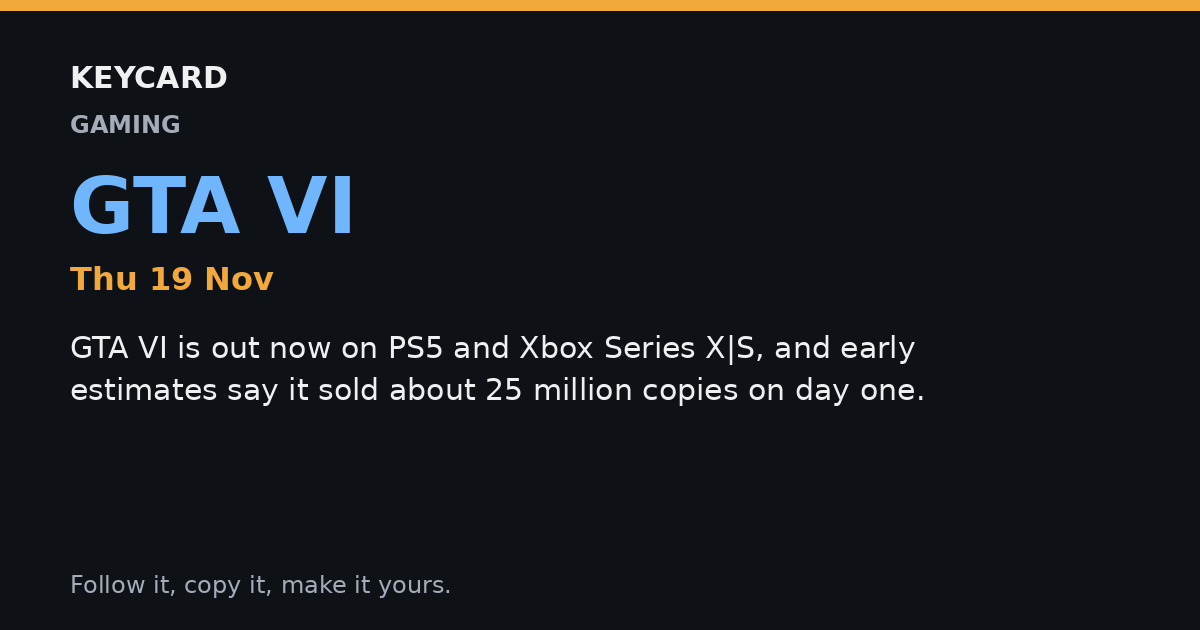 KEYCARD
GAMING
GTA VI
Thu 19 Nov
GTA VI is out now on PS5 and Xbox Series X|S, and early
estimates say it sold about 25 million copies on day one.
Follow it, copy it, make it yours.